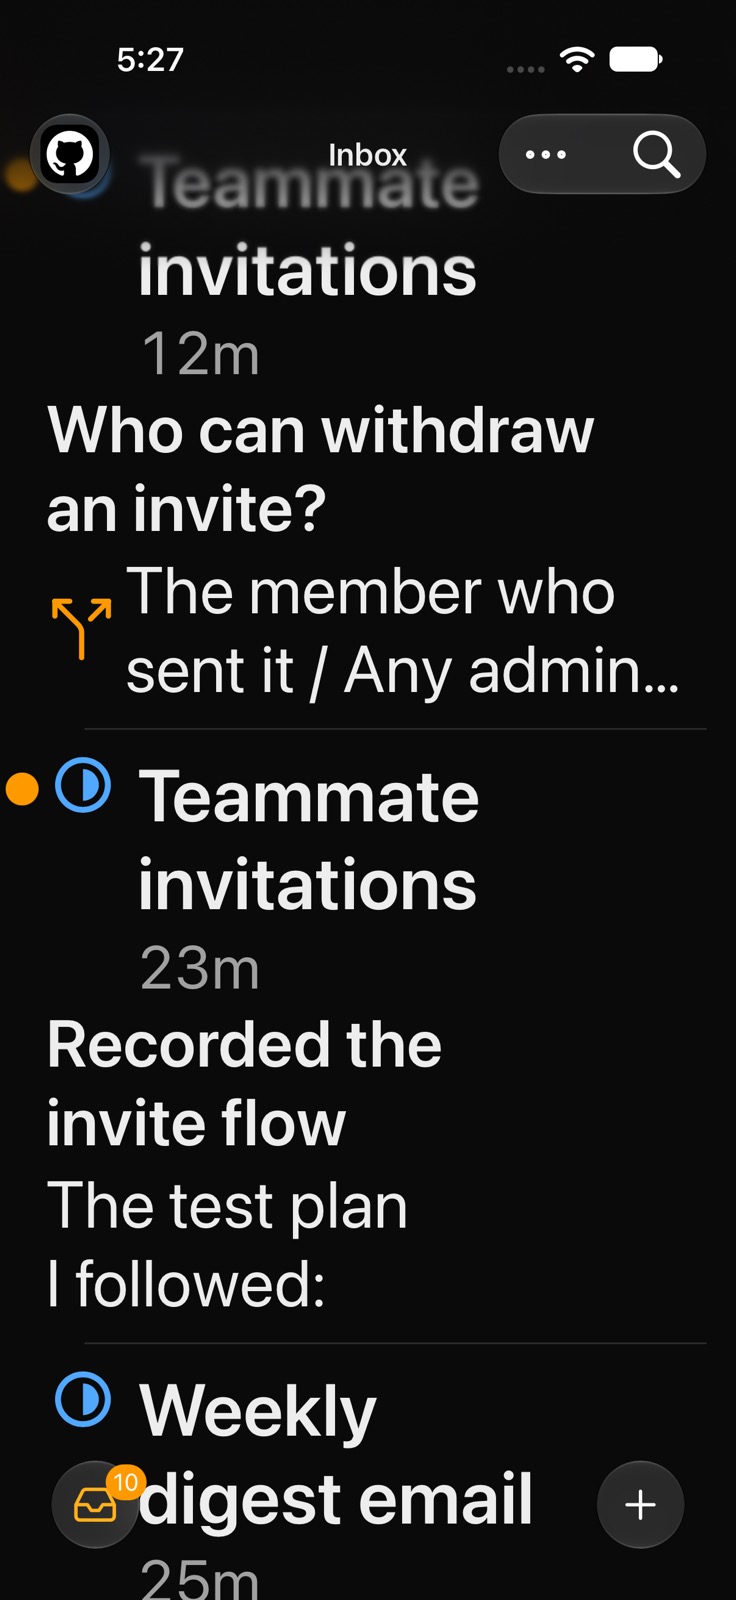 5:27
Inbox
Teammate
invitations
12m
Who can withdraw
an invite?
The member who
sent it / Any admin…
Teammate
invitations
23m
Recorded the
invite flow
The test plan
I followed:
Weekly
10
digest email
25m